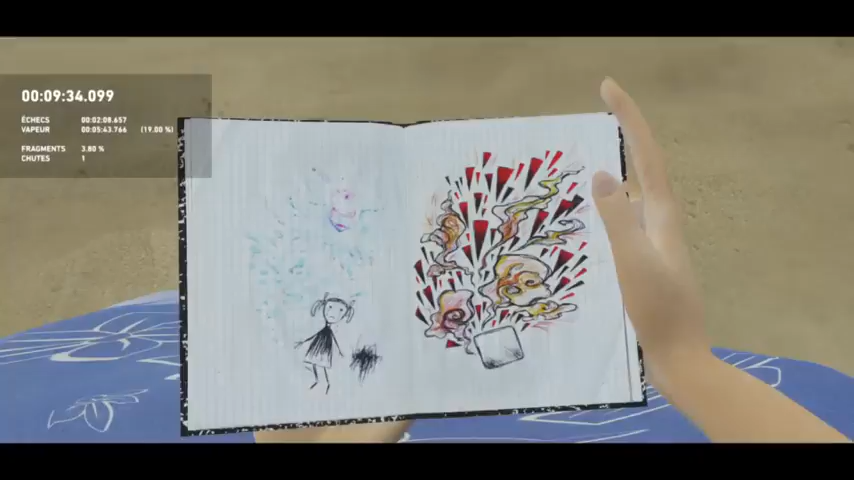 00:09:34.099
ÉCHECS 00:02:08.657
VAPEUR 00:05:43.766 (19.00 %)
FRAGMENTS 3.80 %
CHUTES 1